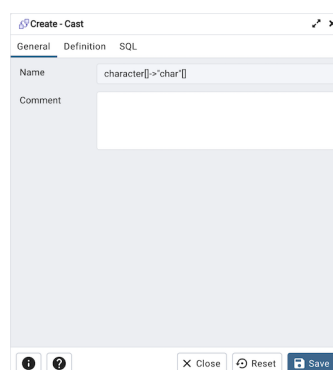 Create - Cast
General Definition SQL
Name character[]->"char"[]
Comment
Close Reset Save